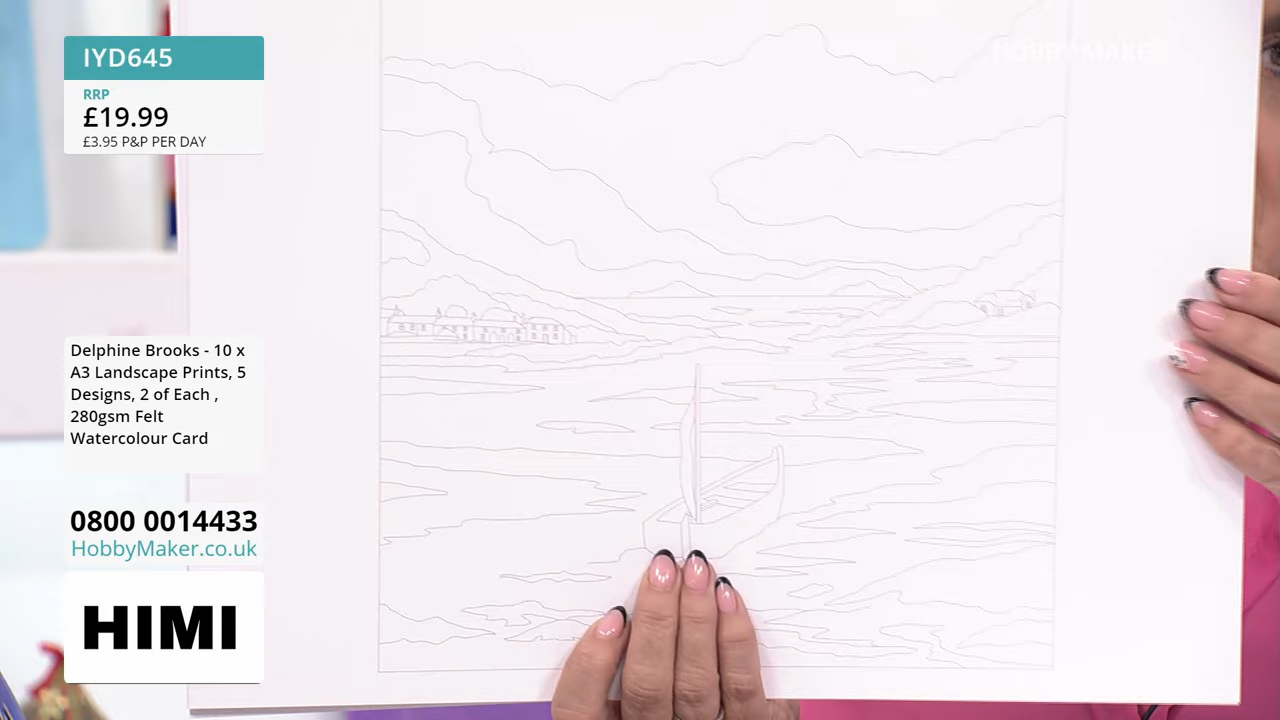 IYD645
RRP
£19.99
£3.95 P&P PER DAY
HOBBYMAKER
Delphine Brooks - 10 x
A3 Landscape Prints, 5
Designs, 2 of Each ,
280gsm Felt
Watercolour Card
0800 0014433
HobbyMaker.co.uk
HIMI